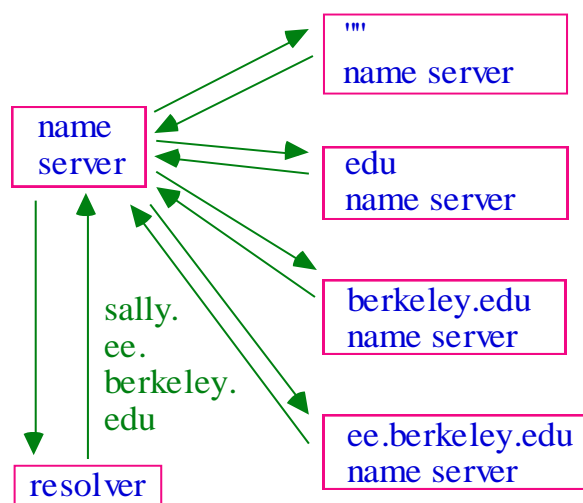 ""
name server
name
server
edu
name server
berkeley.edu
name server
sally.
ee.
berkeley.
edu
ee.berkeley.edu
name server
resolver